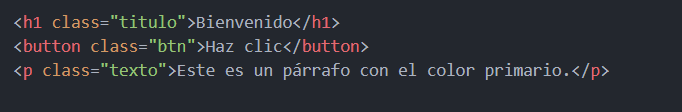 <h1 class="titulo">Bienvenido</h1>
<button class="btn">Haz clic</button>
<p class="texto">Este es un párrafo con el color primario.</p>